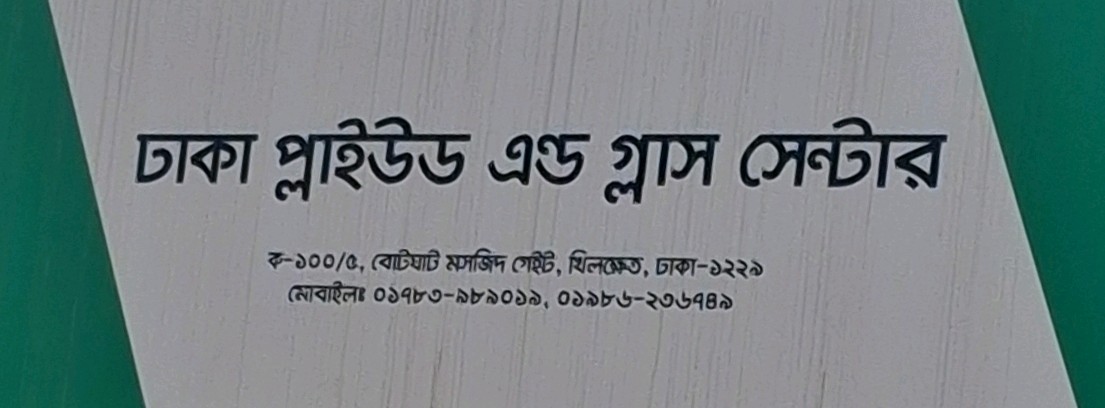 ঢাকা প্লাইউড এন্ড গ্লাস সেন্টার
ক-১০০/৫, বোটঘাট মসজিদ গেইট, খিলক্ষেত, ঢাকা-১২২৯
মোবাইলঃ ০১৭৮৩-৯৮৯০১৯, ০১৯৮৬-২৩৬৭৪৯